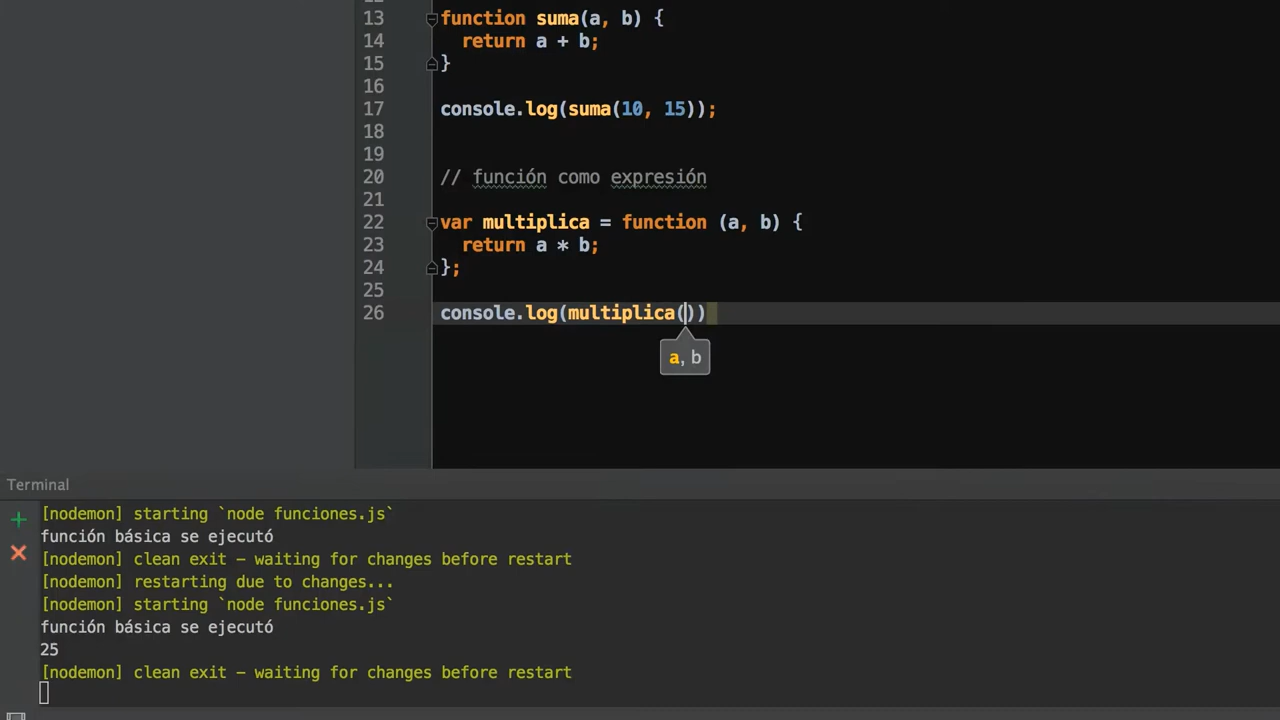 13 function suma(a, b) {
14   return a + b;
15 }
16
17 console.log(suma(10, 15));
18
19
20 // función como expresión
21
22 var multiplica = function (a, b) {
23   return a * b;
24 };
25
26 console.log(multiplica())
a, b
Terminal
[nodemon] starting `node funciones.js`
función básica se ejecutó
[nodemon] clean exit – waiting for changes before restart
[nodemon] restarting due to changes...
[nodemon] starting `node funciones.js`
función básica se ejecutó
25
[nodemon] clean exit – waiting for changes before restart